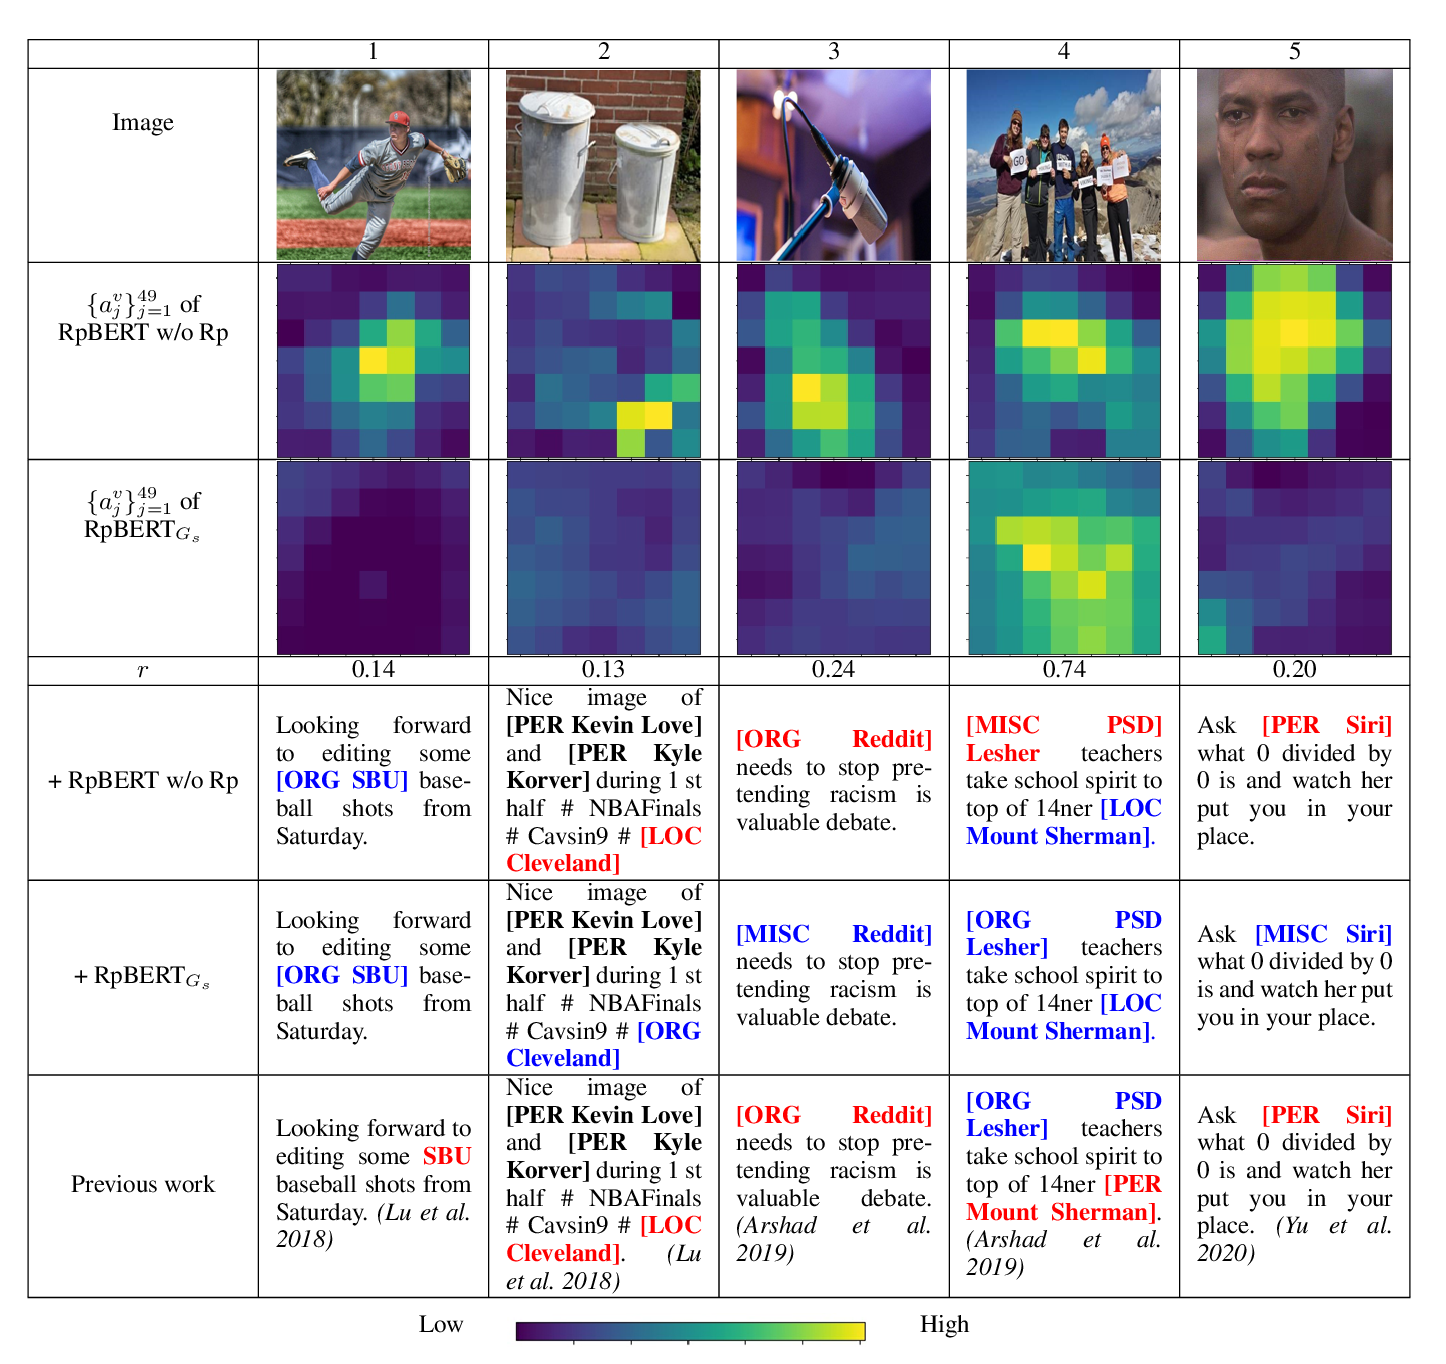 1 2 3 4 5
Image
GO
{a_j^v}_{j=1}^{49} of
RpBERT w/o Rp
{a_j^v}_{j=1}^{49} of
RpBERT_{G_s}
r 0.14 0.13 0.24 0.74 0.20
+ RpBERT w/o Rp
Looking forward
to editing some
[ORG SBU] base-
ball shots from
Saturday.
Nice image of
[PER Kevin Love]
and [PER Kyle
Korver] during 1 st
half # NBAFinals
# Cavsin9 # [LOC
Cleveland]
[ORG Reddit]
needs to stop pre-
tending racism is
valuable debate.
[MISC PSD]
Lesher teachers
take school spirit to
top of 14ner [LOC
Mount Sherman].
Ask [PER Siri]
what 0 divided by
0 is and watch her
put you in your
place.
+ RpBERT_{G_s}
Looking forward
to editing some
[ORG SBU] base-
ball shots from
Saturday.
Nice image of
[PER Kevin Love]
and [PER Kyle
Korver] during 1 st
half # NBAFinals
# Cavsin9 # [ORG
Cleveland]
[MISC Reddit]
needs to stop pre-
tending racism is
valuable debate.
[ORG PSD
Lesher] teachers
take school spirit to
top of 14ner [LOC
Mount Sherman].
Ask [MISC Siri]
what 0 divided by 0
is and watch her put
you in your place.
Previous work
Looking forward to
editing some SBU
baseball shots from
Saturday. (Lu et al.
2018)
Nice image of
[PER Kevin Love]
and [PER Kyle
Korver] during 1 st
half # NBAFinals
# Cavsin9 # [LOC
Cleveland]. (Lu
et al. 2018)
[ORG Reddit]
needs to stop pre-
tending racism is
valuable debate.
(Arshad et al.
2019)
[ORG PSD
Lesher] teachers
take school spirit to
top of 14ner [PER
Mount Sherman].
(Arshad et al.
2019)
Ask [PER Siri]
what 0 divided by
0 is and watch her
put you in your
place. (Yu et al.
2020)
Low High